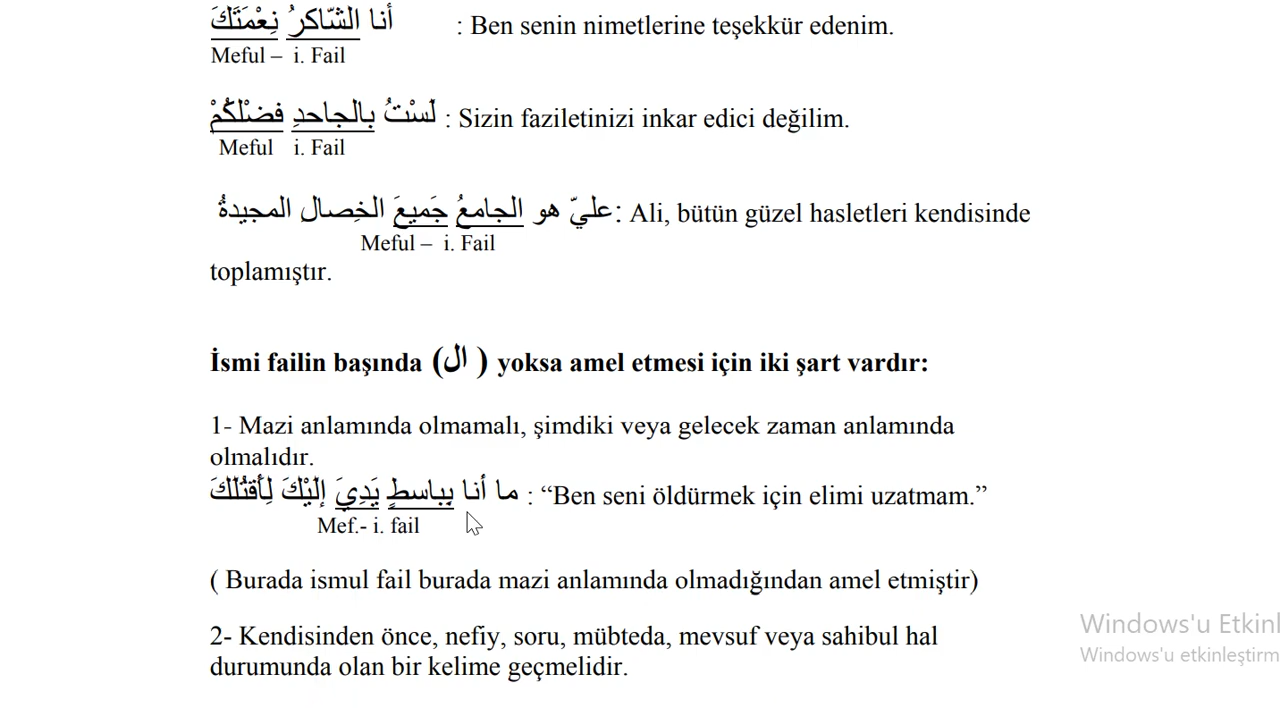 أنا الشّاكرُ نِعْمَتَكَ : Ben senin nimetlerine teşekkür edenim.
Meful – i. Fail
لَسْتُ بالجاحدِ فضْلَكُمْ : Sizin faziletinizi inkar edici değilim.
Meful i. Fail
عليّ هو الجامعُ جَميعَ الخِصالِ المجيدةُ : Ali, bütün güzel hasletleri kendisinde
Meful – i. Fail
toplamıştır.
İsmi failin başında (ال ) yoksa amel etmesi için iki şart vardır:
1- Mazi anlamında olmamalı, şimdiki veya gelecek zaman anlamında
olmalıdır.
ما أنا بِباسطٍ يَدِيَ إلَيْكَ لِأَقتُلَكَ : “Ben seni öldürmek için elimi uzatmam.”
Mef.- i. fail
( Burada ismul fail burada mazi anlamında olmadığından amel etmiştir)
2- Kendisinden önce, nefiy, soru, mübteda, mevsuf veya sahibul hal
durumunda olan bir kelime geçmelidir.
Windows'u Etkinl
Windows'u etkinleştirm